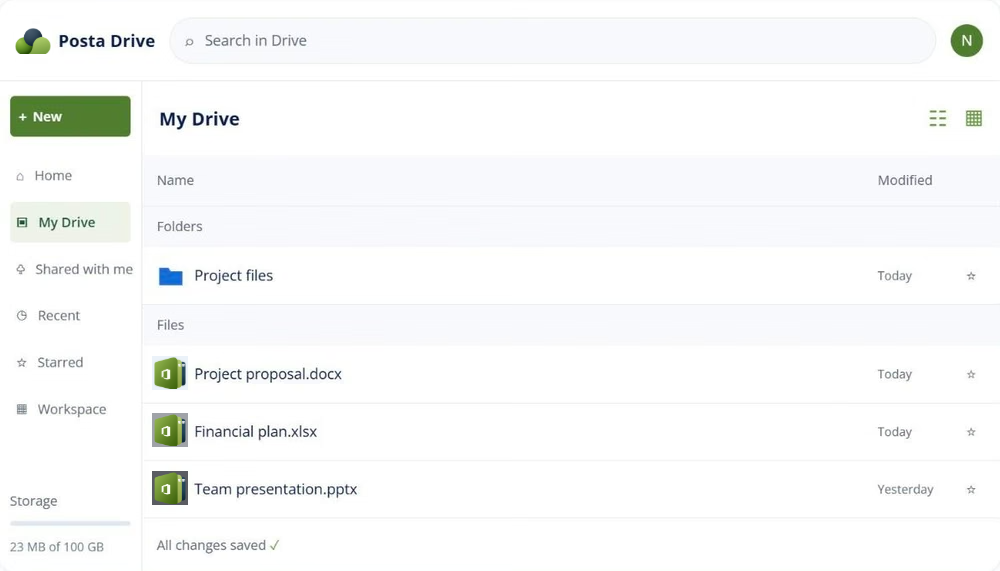 Posta Drive
Search in Drive
N
+ New
Home
My Drive
Shared with me
Recent
Starred
Workspace
Storage
23 MB of 100 GB
My Drive
Name Modified
Folders
Project files Today
Files
Project proposal.docx Today
Financial plan.xlsx Today
Team presentation.pptx Yesterday
All changes saved ✓